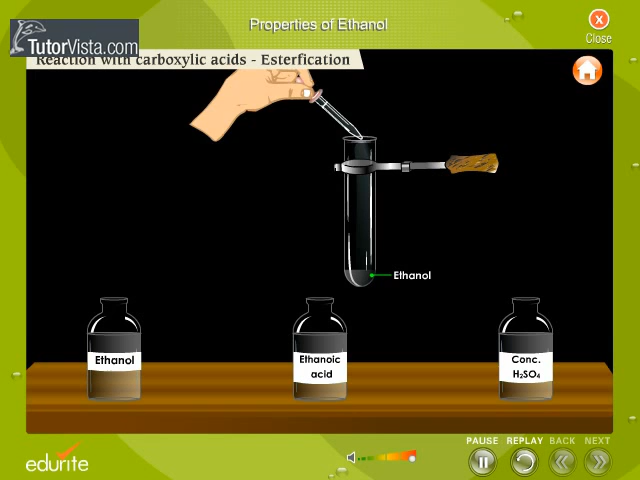 Properties of Ethanol
Close
TutorVista.com
Reaction with carboxylic acids - Esterfication
Ethanol
Ethanol
Ethanoic
acid
Conc.
H₂SO₄
PAUSE REPLAY BACK NEXT
edurite